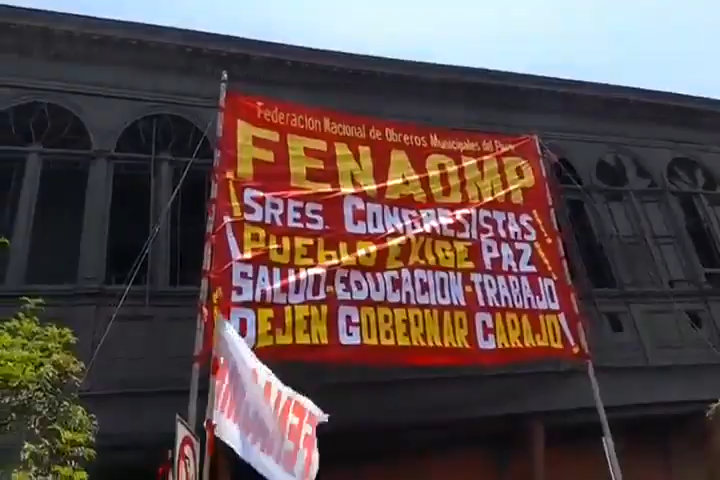 Federacion Nacional de Obreros Municipales del Peru
FENAOMP
¡SRES CONGRESISTAS!
¡PUEBLO EXIGE PAZ!
SALUD-EDUCACION-TRABAJO
DEJEN GOBERNAR CARAJO!